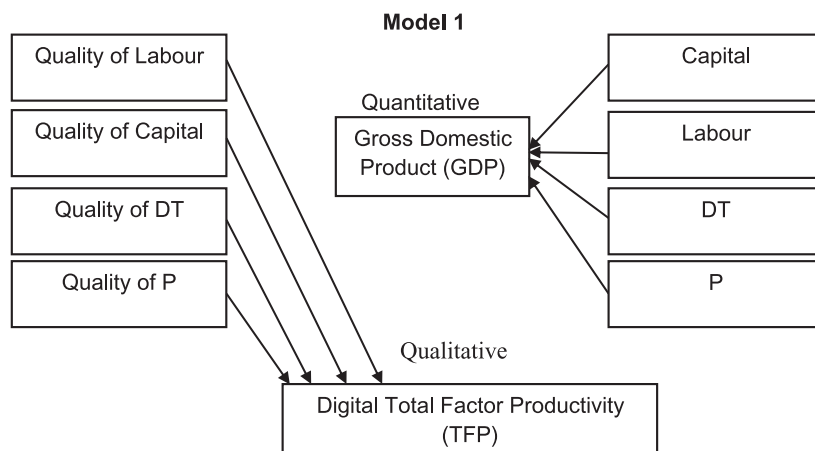 Model 1
Quality of Labour
Quality of Capital
Quality of DT
Quality of P
Quantitative
Gross Domestic
Product (GDP)
Capital
Labour
DT
P
Qualitative
Digital Total Factor Productivity
(TFP)